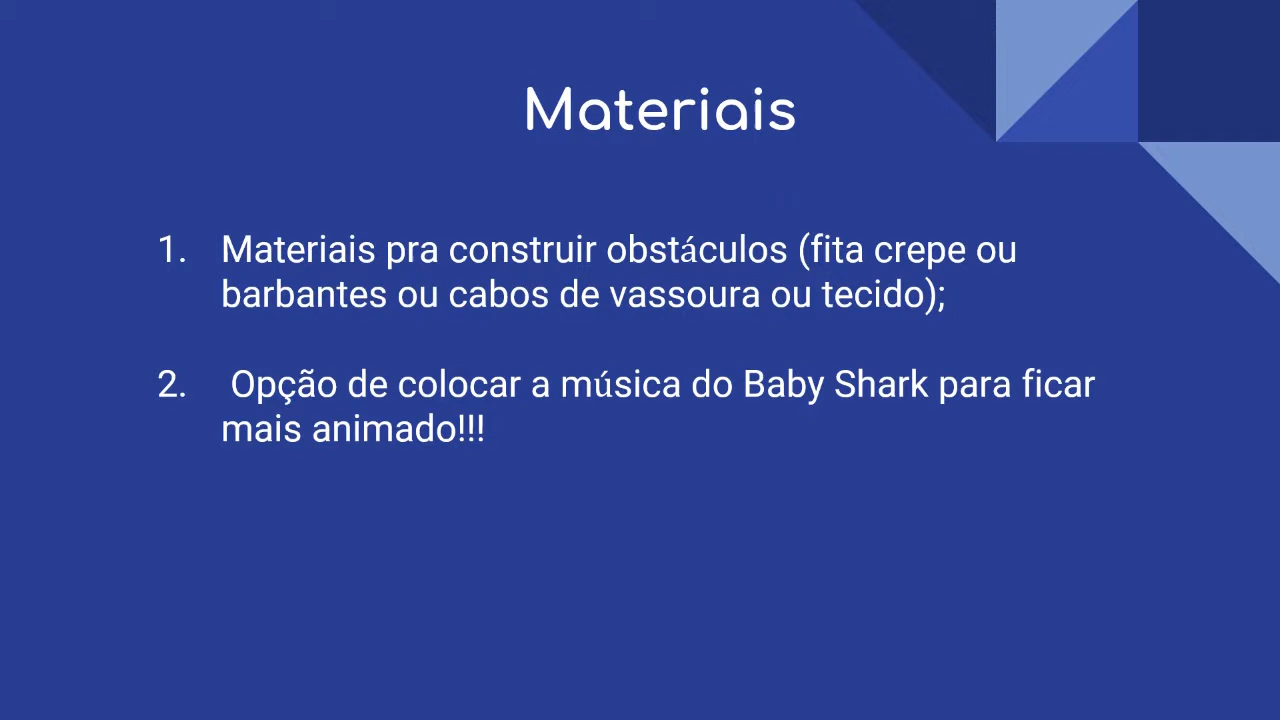 Materiais
1. Materiais pra construir obstáculos (fita crepe ou
barbantes ou cabos de vassoura ou tecido);
2. Opção de colocar a música do Baby Shark para ficar
mais animado!!!